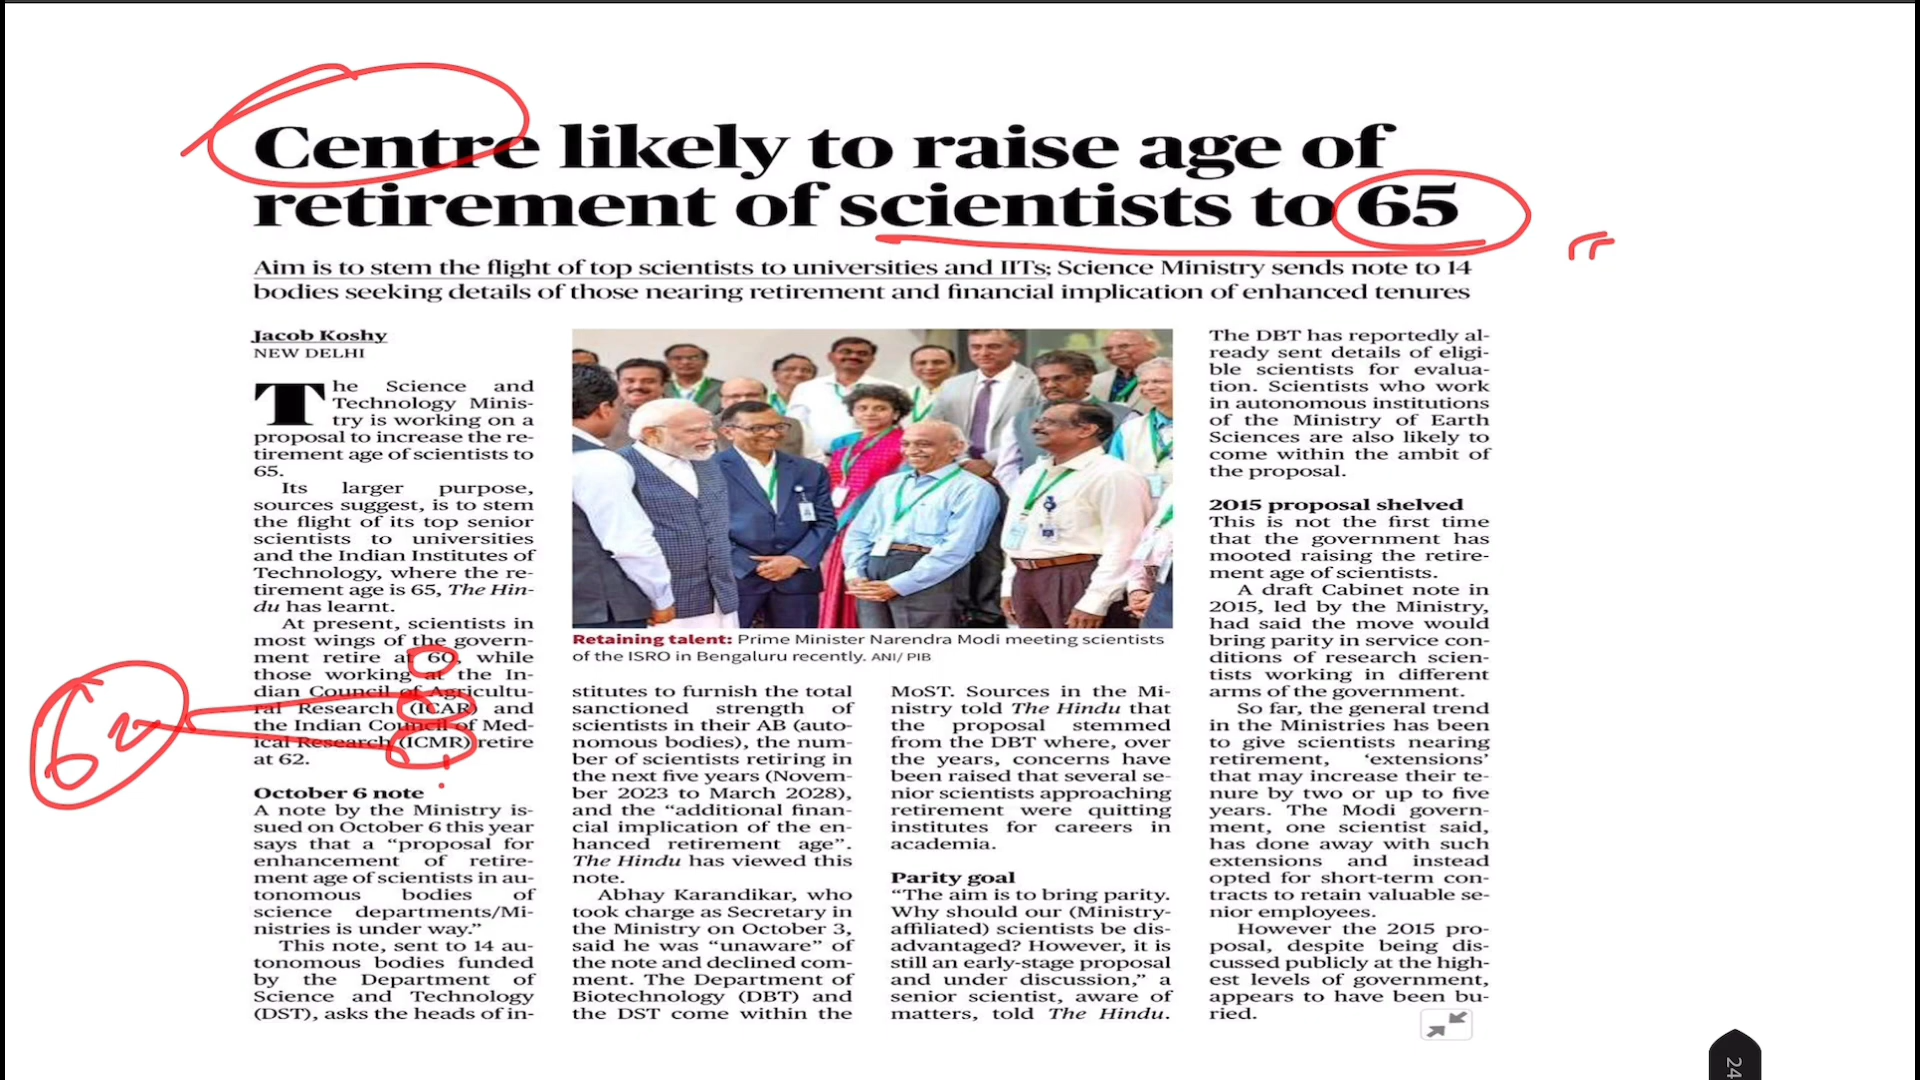 Centre likely to raise age of
retirement of scientists to 65
Aim is to stem the flight of top scientists to universities and IITs; Science Ministry sends note to 14
bodies seeking details of those nearing retirement and financial implication of enhanced tenures
Jacob Koshy
NEW DELHI
The Science and
Technology Minis-
try is working on a
proposal to increase the re-
tirement age of scientists to
65.
Its larger purpose,
sources suggest, is to stem
the flight of its top senior
scientists to universities
and the Indian Institutes of
Technology, where the re-
tirement age is 65, The Hin-
du has learnt.
At present, scientists in
most wings of the govern-
ment retire at 60, while
those working at the In-
dian Council of Agricultu-
ral Research (ICAR) and
the Indian Council of Med-
ical Research (ICMR) retire
at 62.
62
October 6 note
A note by the Ministry is-
sued on October 6 this year
says that a “proposal for
enhancement of retire-
ment age of scientists in au-
tonomous bodies of
science departments/Mi-
nistries is under way.”
This note, sent to 14 au-
tonomous bodies funded
by the Department of
Science and Technology
(DST), asks the heads of in-
Retaining talent: Prime Minister Narendra Modi meeting scientists
of the ISRO in Bengaluru recently. ANI/ PIB
stitutes to furnish the total
sanctioned strength of
scientists in their AB (auto-
nomous bodies), the num-
ber of scientists retiring in
the next five years (Novem-
ber 2023 to March 2028),
and the “additional finan-
cial implication of the en-
hanced retirement age”.
The Hindu has viewed this
note.
Abhay Karandikar, who
took charge as Secretary in
the Ministry on October 3,
said he was “unaware” of
the note and declined com-
ment. The Department of
Biotechnology (DBT) and
the DST come within the
MoST. Sources in the Mi-
nistry told The Hindu that
the proposal stemmed
from the DBT where, over
the years, concerns have
been raised that several se-
nior scientists approaching
retirement were quitting
institutes for careers in
academia.
Parity goal
“The aim is to bring parity.
Why should our (Ministry-
affiliated) scientists be dis-
advantaged? However, it is
still an early-stage proposal
and under discussion,” a
senior scientist, aware of
matters, told The Hindu.
The DBT has reportedly al-
ready sent details of eligi-
ble scientists for evalua-
tion. Scientists who work
in autonomous institutions
of the Ministry of Earth
Sciences are also likely to
come within the ambit of
the proposal.
2015 proposal shelved
This is not the first time
that the government has
mooted raising the retire-
ment age of scientists.
A draft Cabinet note in
2015, led by the Ministry,
had said the move would
bring parity in service con-
ditions of research scien-
tists working in different
arms of the government.
So far, the general trend
in the Ministries has been
to give scientists nearing
retirement, ‘extensions’
that may increase their te-
nure by two or up to five
years. The Modi govern-
ment, one scientist said,
has done away with such
extensions and instead
opted for short-term con-
tracts to retain valuable se-
nior employees.
However the 2015 pro-
posal, despite being dis-
cussed publicly at the high-
est levels of government,
appears to have been bu-
ried.
24